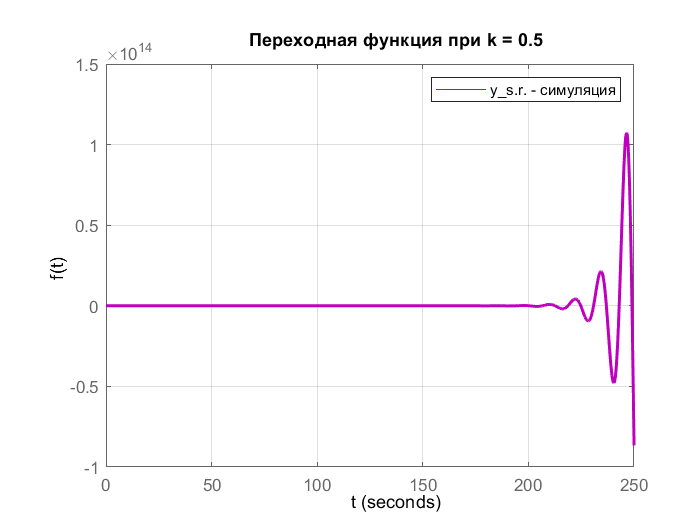 Переходная функция при k = 0.5
×10^14
y_s.r. - симуляция
1.5
1
0.5
0
-0.5
-1
f(t)
0 50 100 150 200 250
t (seconds)